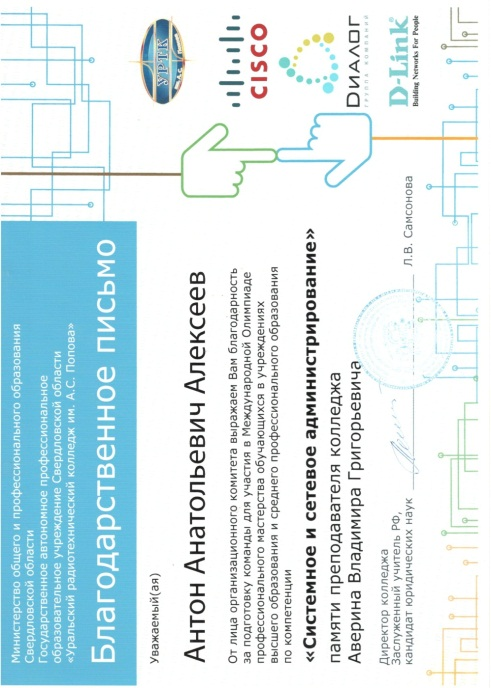 Министерство общего и профессионального образования
Свердловской области
Государственное автономное профессиональное
образовательное учреждение Свердловской области
«Уральский радиотехнический колледж им. А.С. Попова»
Благодарственное письмо
УРТК
им. А.С. Попова
CISCO
ДИАЛОГ
ГРУППА КОМПАНИЙ
D-Link
Building Networks For People
Уважаемый(ая)
Антон Анатольевич Алексеев
От лица организационного комитета выражаем Вам благодарность
за подготовку команды для участия в Международной Олимпиаде
профессионального мастерства обучающихся в учреждениях
высшего образования и среднего профессионального образования
по компетенции
«Системное и сетевое администрирование»
памяти преподавателя колледжа
Аверина Владимира Григорьевича
Директор колледжа
Заслуженный учитель РФ,
кандидат юридических наук
Л.В. Самсонова